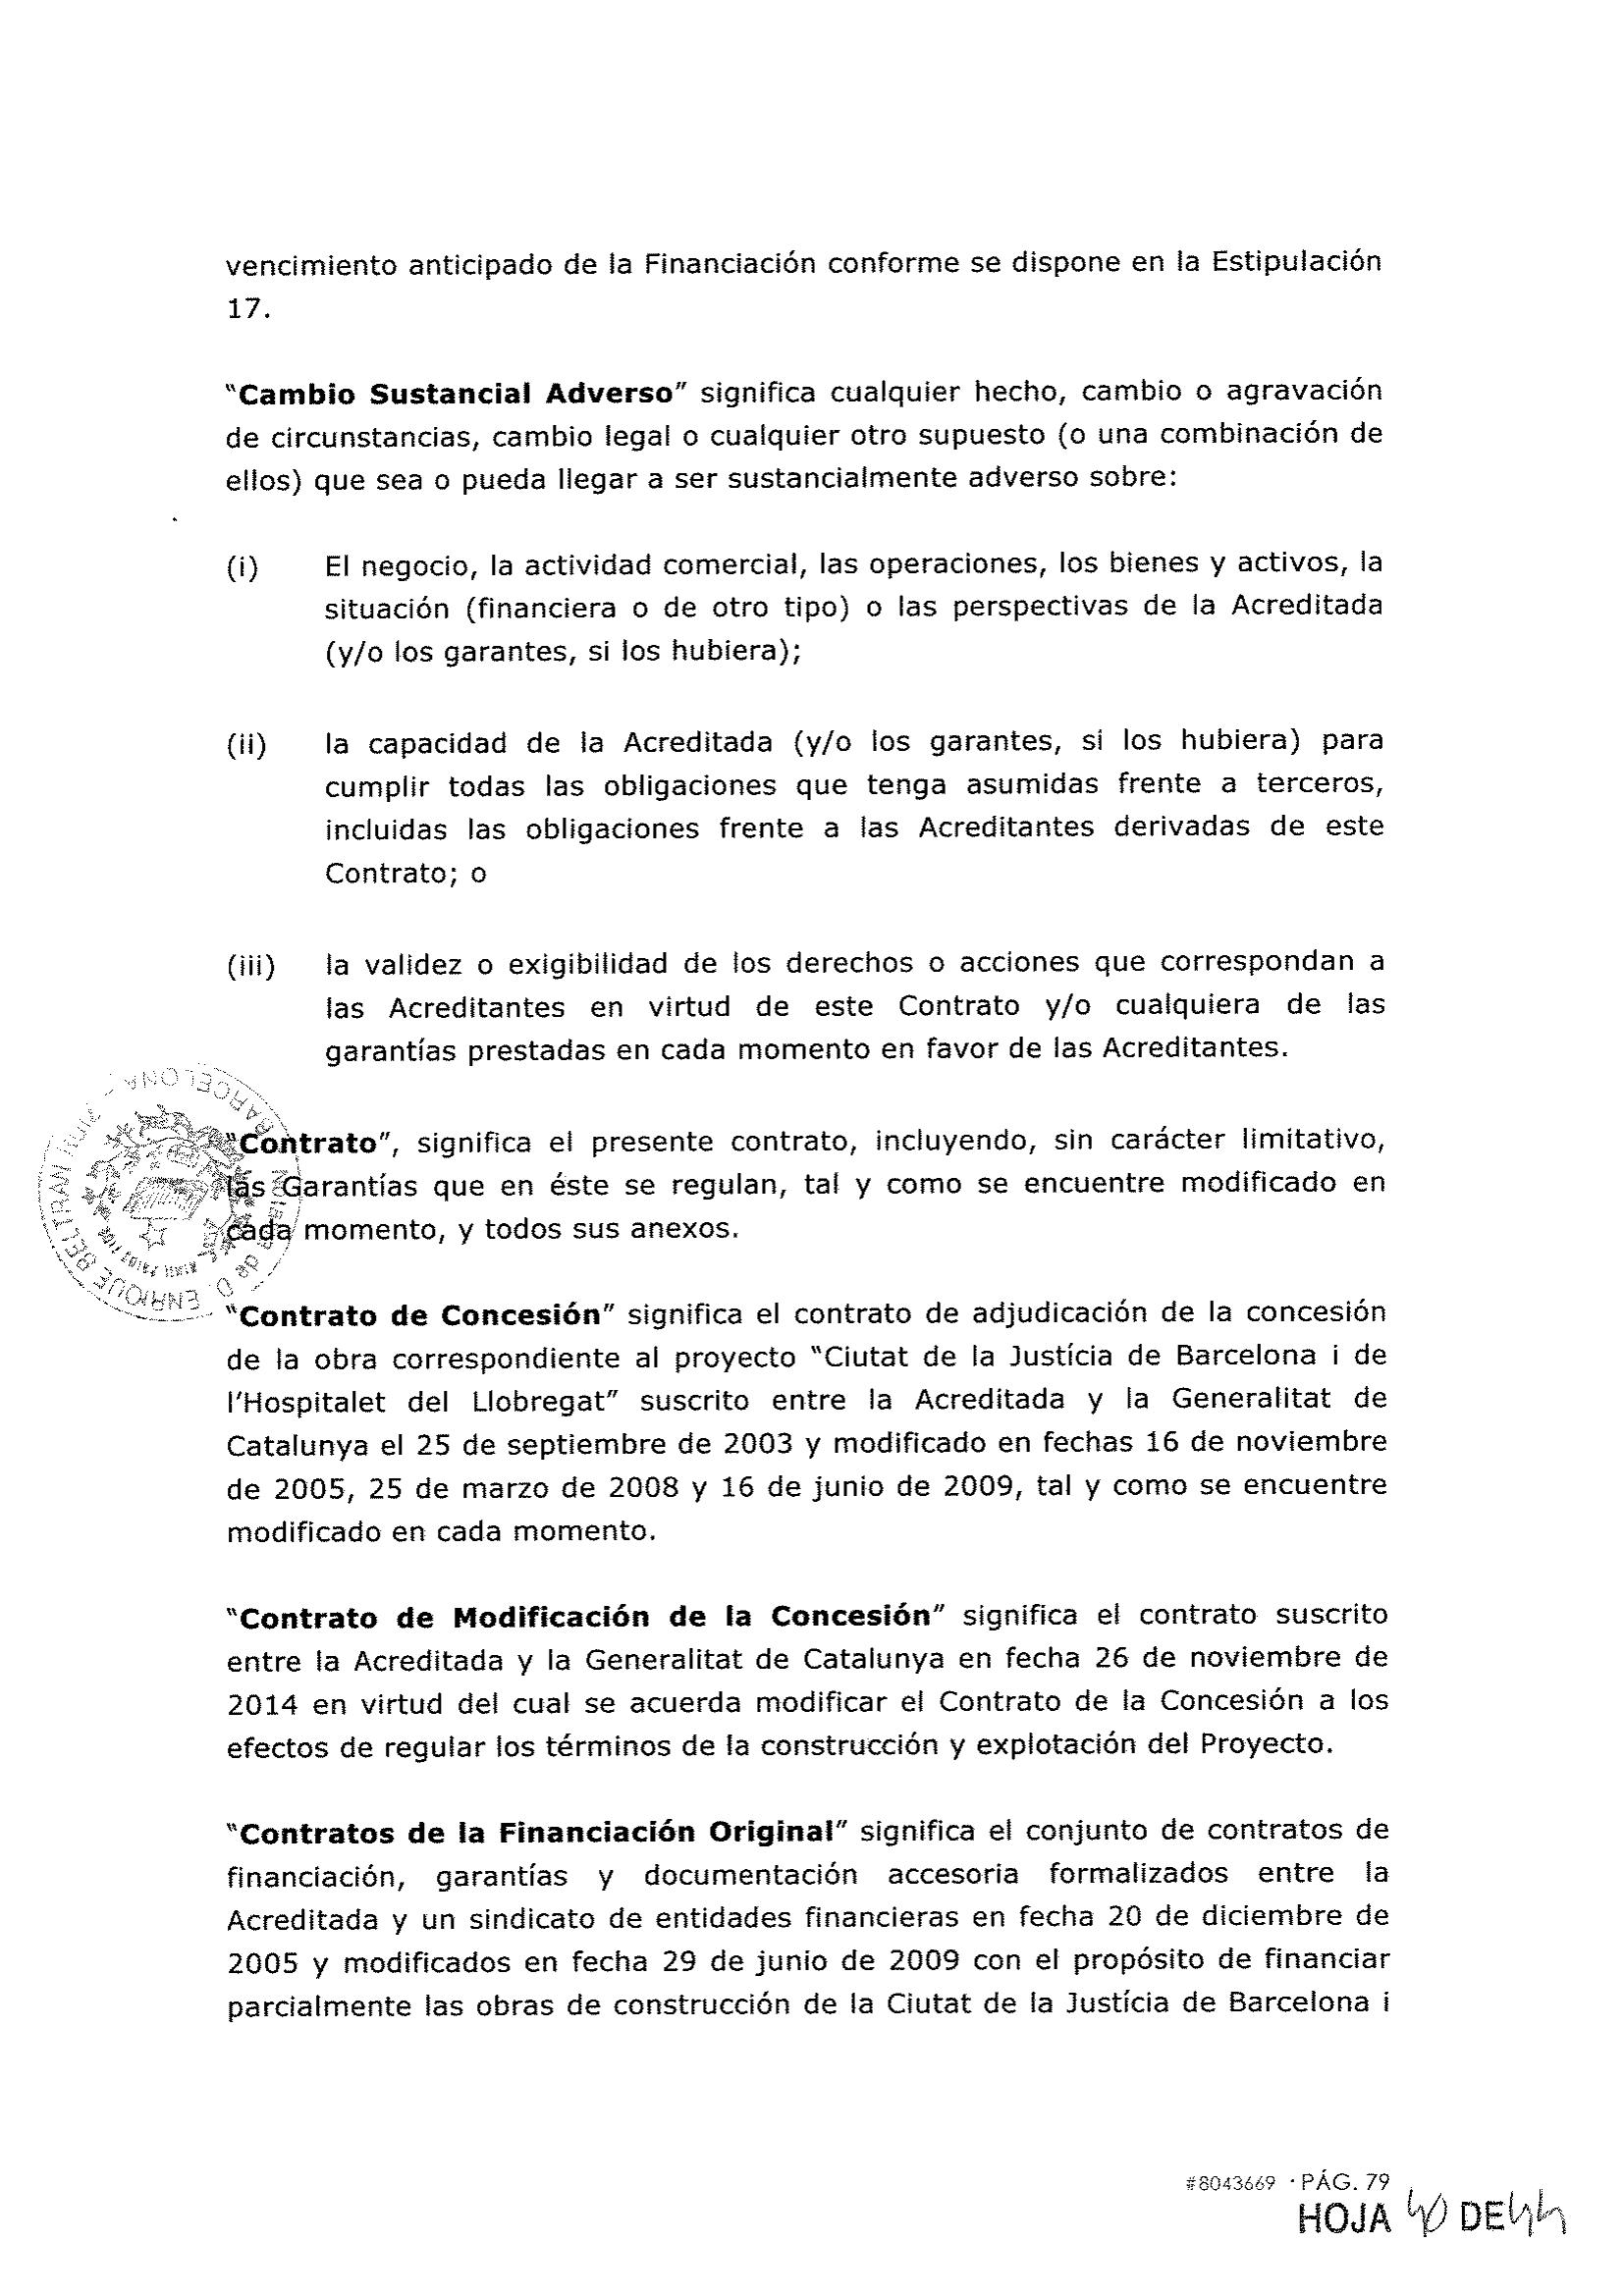 vencimiento anticipado de la Financiación conforme se dispone en la Estipulación
17.
"Cambio Sustancial Adverso" significa cualquier hecho, cambio o agravación
de circunstancias, cambio legal o cualquier otro supuesto (o una combinación de
ellos) que sea o pueda llegar a ser sustancialmente adverso sobre:
(i) El negocio, la actividad comercial, las operaciones, los bienes y activos, la
situación (financiera o de otro tipo) o las perspectivas de la Acreditada
(y/o los garantes, si los hubiera);
(ii) la capacidad de la Acreditada (y/o los garantes, si los hubiera) para
cumplir todas las obligaciones que tenga asumidas frente a terceros,
incluidas las obligaciones frente a las Acreditantes derivadas de este
Contrato; o
(iii) la validez o exigibilidad de los derechos o acciones que correspondan a
las Acreditantes en virtud de este Contrato y/o cualquiera de las
garantías prestadas en cada momento en favor de las Acreditantes.
"Contrato", significa el presente contrato, incluyendo, sin carácter limitativo,
las Garantías que en éste se regulan, tal y como se encuentre modificado en
cada momento, y todos sus anexos.
de D. ENRIQUE BELTRAN BARCELONA
"Contrato de Concesión" significa el contrato de adjudicación de la concesión
de la obra correspondiente al proyecto "Ciutat de la Justícia de Barcelona i de
l'Hospitalet del Llobregat" suscrito entre la Acreditada y la Generalitat de
Catalunya el 25 de septiembre de 2003 y modificado en fechas 16 de noviembre
de 2005, 25 de marzo de 2008 y 16 de junio de 2009, tal y como se encuentre
modificado en cada momento.
"Contrato de Modificación de la Concesión" significa el contrato suscrito
entre la Acreditada y la Generalitat de Catalunya en fecha 26 de noviembre de
2014 en virtud del cual se acuerda modificar el Contrato de la Concesión a los
efectos de regular los términos de la construcción y explotación del Proyecto.
"Contratos de la Financiación Original" significa el conjunto de contratos de
financiación, garantías y documentación accesoria formalizados entre la
Acreditada y un sindicato de entidades financieras en fecha 20 de diciembre de
2005 y modificados en fecha 29 de junio de 2009 con el propósito de financiar
parcialmente las obras de construcción de la Ciutat de la Justícia de Barcelona i
#8043669 · PÁG. 79
HOJA 40 DE 44